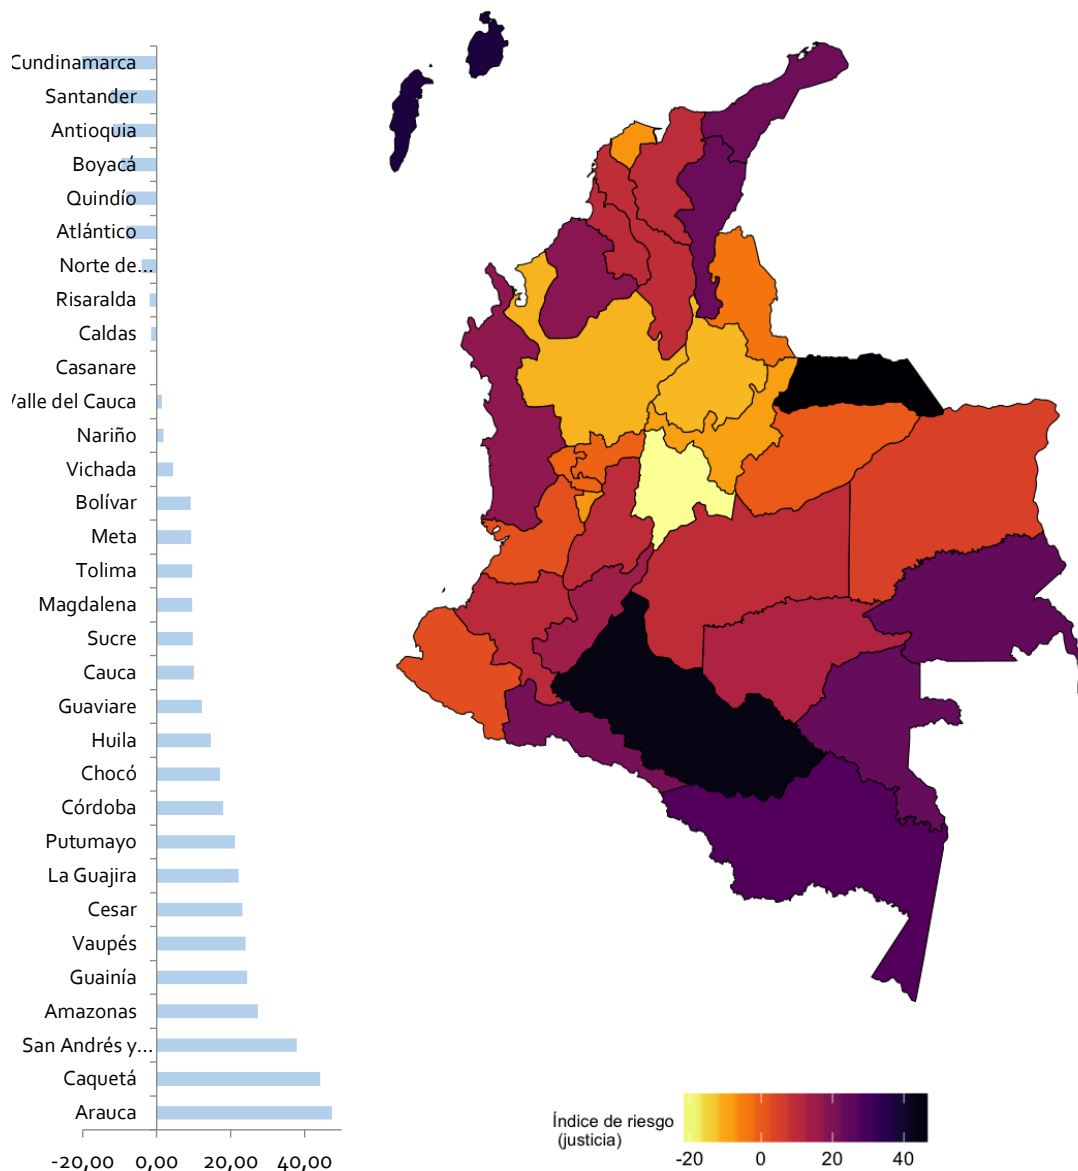 Cundinamarca
Santander
Antioquia
Boyacá
Quindío
Atlántico
Norte de...
Risaralda
Caldas
Casanare
Valle del Cauca
Nariño
Vichada
Bolívar
Meta
Tolima
Magdalena
Sucre
Cauca
Guaviare
Huila
Chocó
Córdoba
Putumayo
La Guajira
Cesar
Vaupés
Guainía
Amazonas
San Andrés y...
Caquetá
Arauca
-20,00 0,00 20,00 40,00
Índice de riesgo
(justicia)
-20 0 20 40